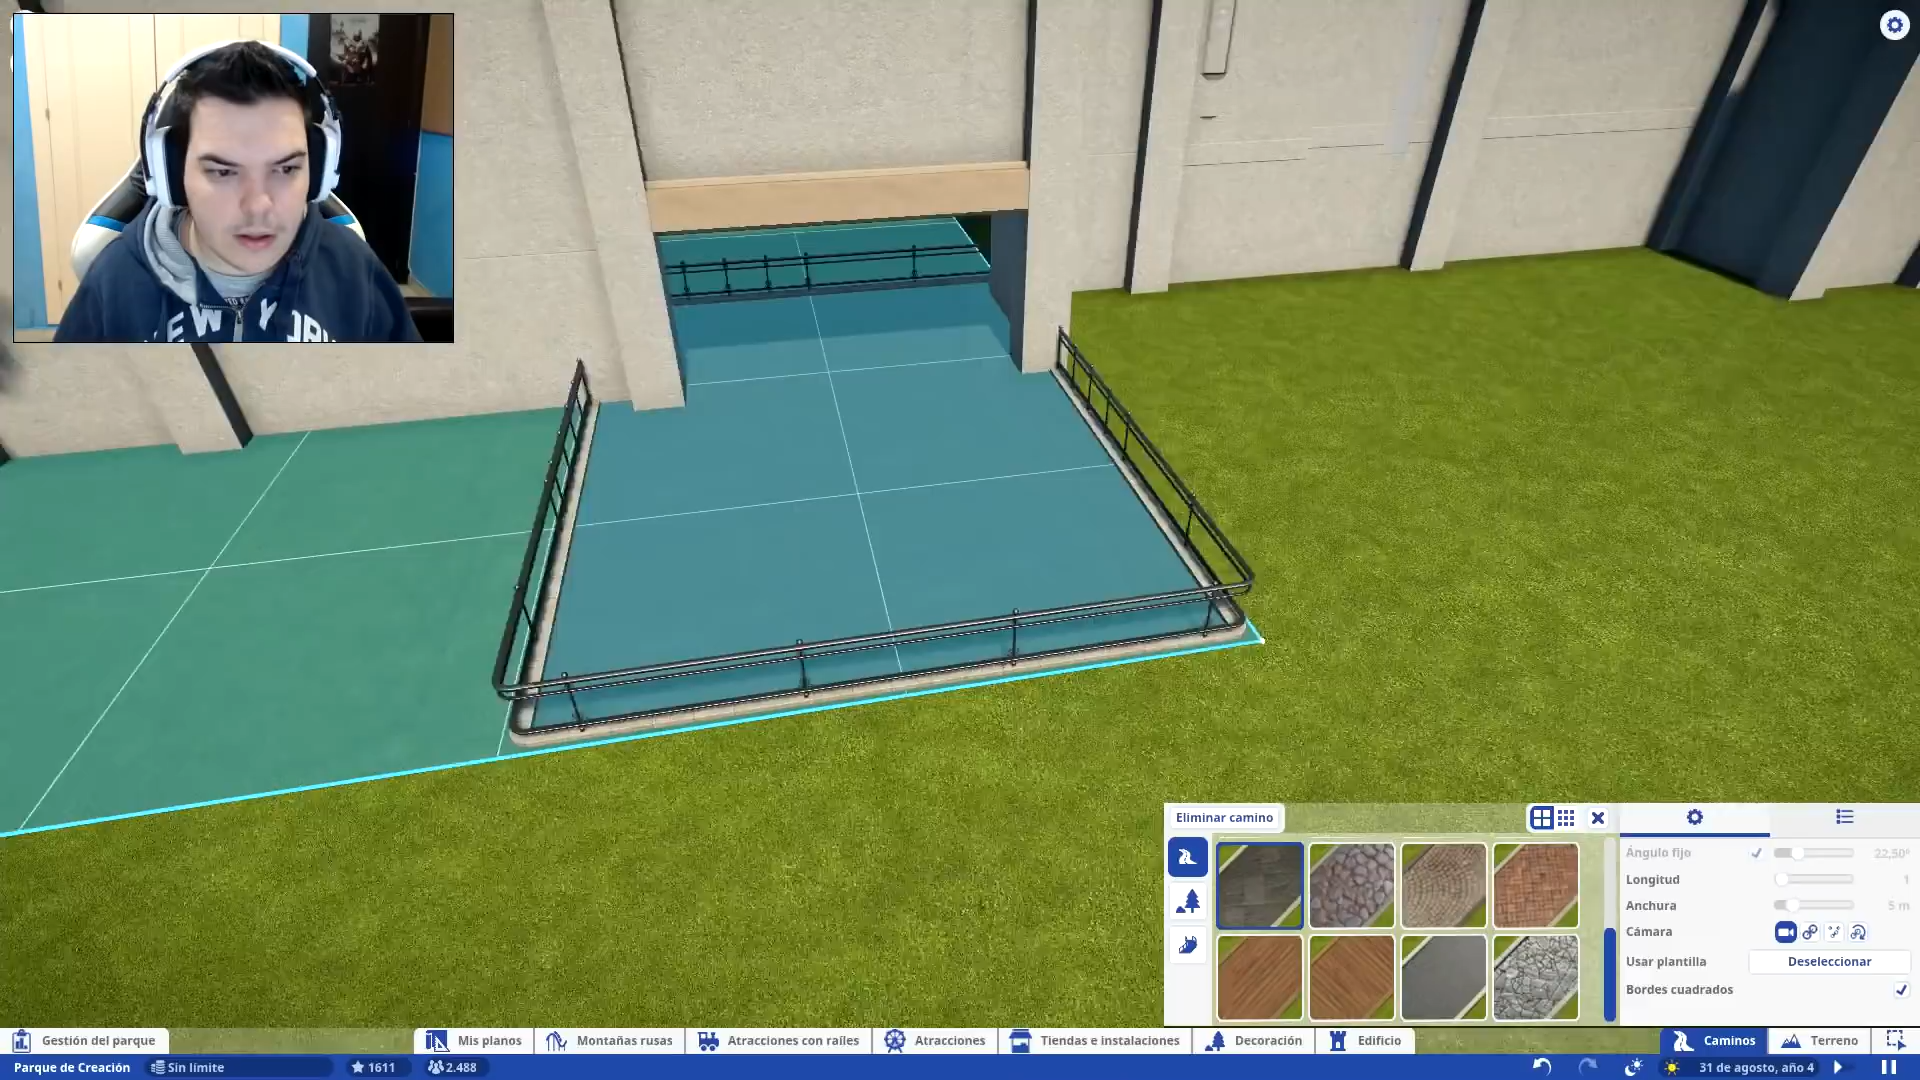 Eliminar camino
Ángulo fijo 22,50°
Longitud 1
Anchura 5 m
Cámara
Usar plantilla Deseleccionar
Bordes cuadrados
Gestión del parque
Mis planos
Montañas rusas
Atracciones con raíles
Atracciones
Tiendas e instalaciones
Decoración
Edificio
Caminos
Terreno
Parque de Creación
Sin límite
1611
2.488
31 de agosto, año 4